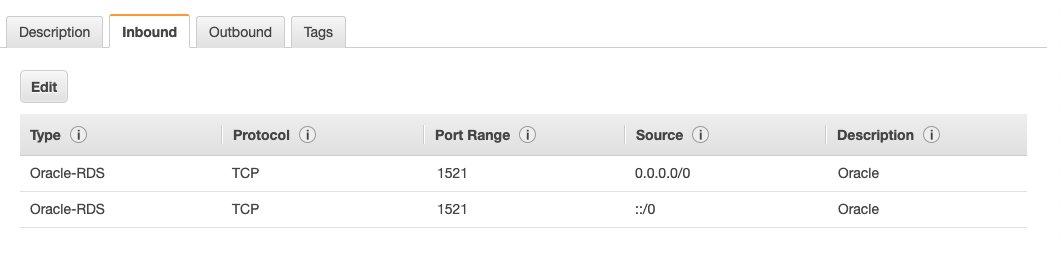 Description Inbound Outbound Tags
Edit
Type Protocol Port Range Source Description
Oracle-RDS TCP 1521 0.0.0.0/0 Oracle
Oracle-RDS TCP 1521 ::/0 Oracle